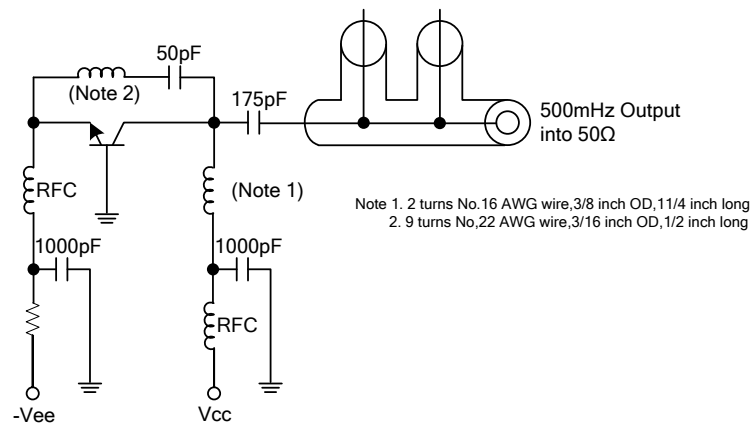 50pF
(Note 2)
175pF
500mHz Output
into 50Ω
RFC
(Note 1)
Note 1. 2 turns No.16 AWG wire,3/8 inch OD,11/4 inch long
2. 9 turns No,22 AWG wire,3/16 inch OD,1/2 inch long
1000pF
1000pF
RFC
-Vee
Vcc